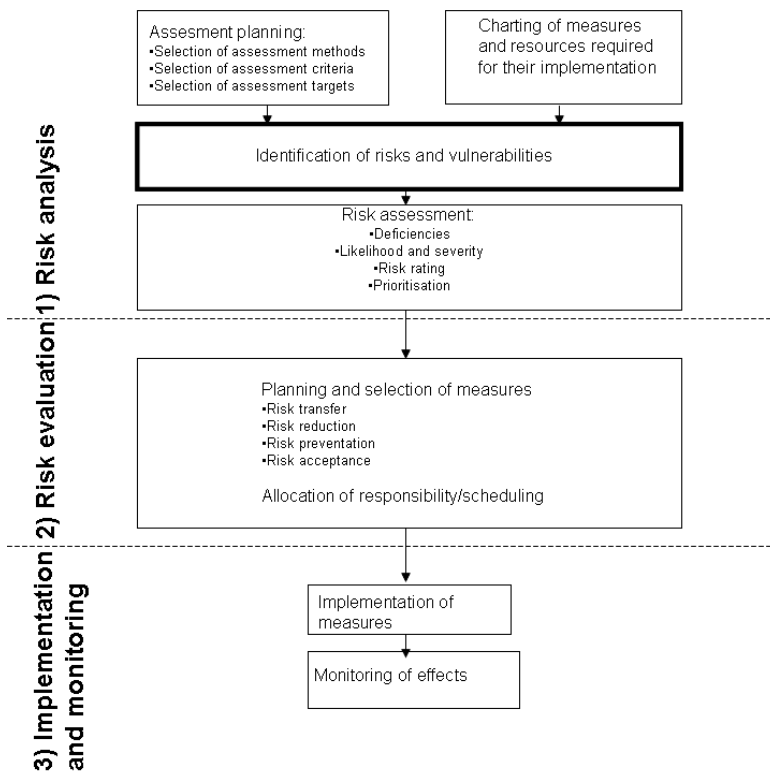 Assesment planning:
▪Selection of assessment methods
▪Selection of assessment criteria
▪Selection of assessment targets
Charting of measures
and resources required
for their implementation
Identification of risks and vulnerabilities
Risk assessment:
▪Deficiencies
▪Likelihood and severity
▪Risk rating
▪Prioritisation
1) Risk analysis
Planning and selection of measures
▪Risk transfer
▪Risk reduction
▪Risk preventation
▪Risk acceptance
Allocation of responsibility/scheduling
2) Risk evaluation
Implementation of
measures
Monitoring of effects
3) Implementation
and monitoring